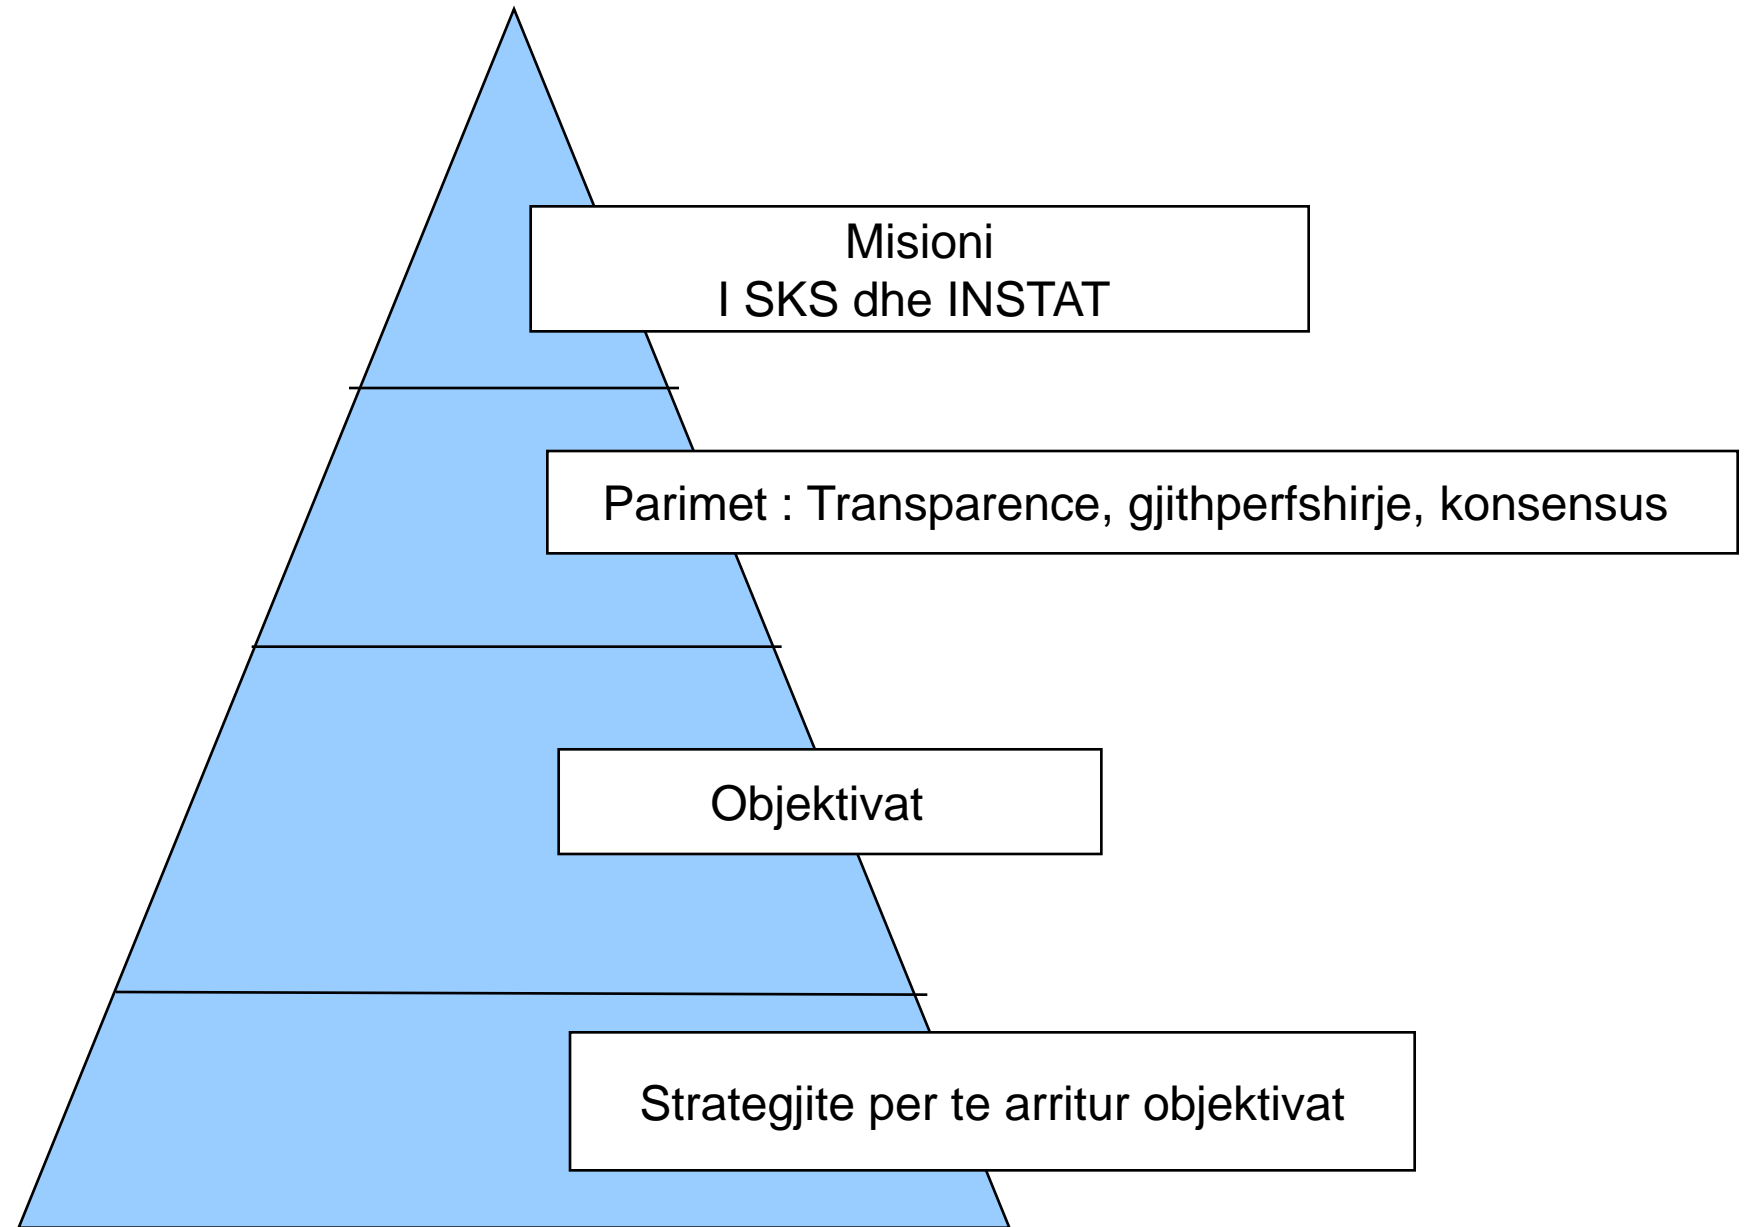 Misioni
I SKS dhe INSTAT
Parimet : Transparence, gjithperfshirje, konsensus
Objektivat
Strategjite per te arritur objektivat